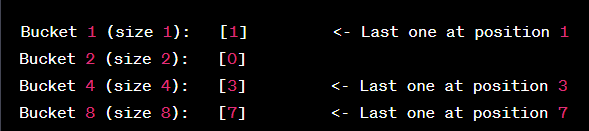 Bucket 1 (size 1): [1] <- Last one at position 1
Bucket 2 (size 2): [0]
Bucket 4 (size 4): [3] <- Last one at position 3
Bucket 8 (size 8): [7] <- Last one at position 7